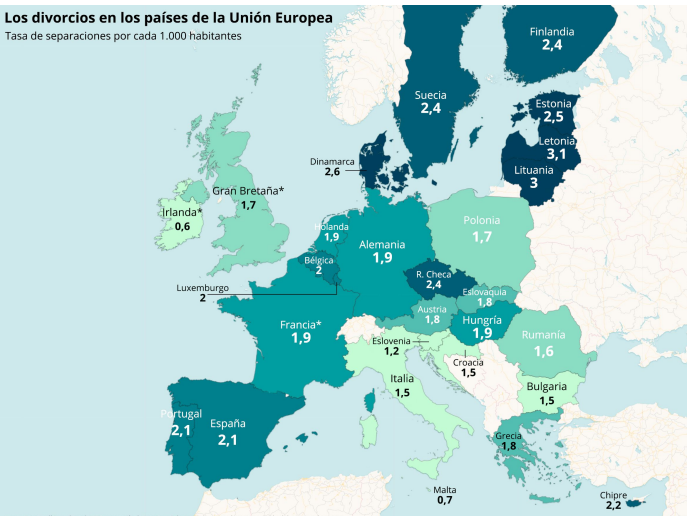 Los divorcios en los países de la Unión Europea
Tasa de separaciones por cada 1.000 habitantes
Finlandia
2,4
Suecia
2,4
Estonia
2,5
Letonia
3,1
Lituania
3
Dinamarca
2,6
Gran Bretaña*
1,7
Irlanda*
0,6
Holanda
1,9
Alemania
1,9
Polonia
1,7
Bélgica
2
Luxemburgo
2
R. Checa
2,4
Eslovaquia
1,8
Austria
1,8
Hungría
1,9
Francia*
1,9
Eslovenia
1,2
Croacia
1,5
Rumanía
1,6
Italia
1,5
Bulgaria
1,5
Portugal
2,1
España
2,1
Grecia
1,8
Malta
0,7
Chipre
2,2